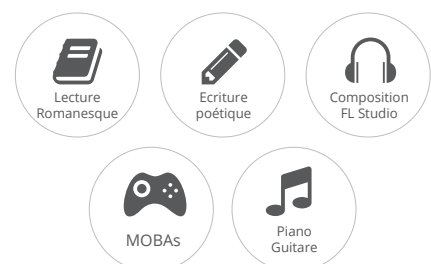 Lecture
Romanesque
Ecriture
poétique
Composition
FL Studio
MOBAs
Piano
Guitare